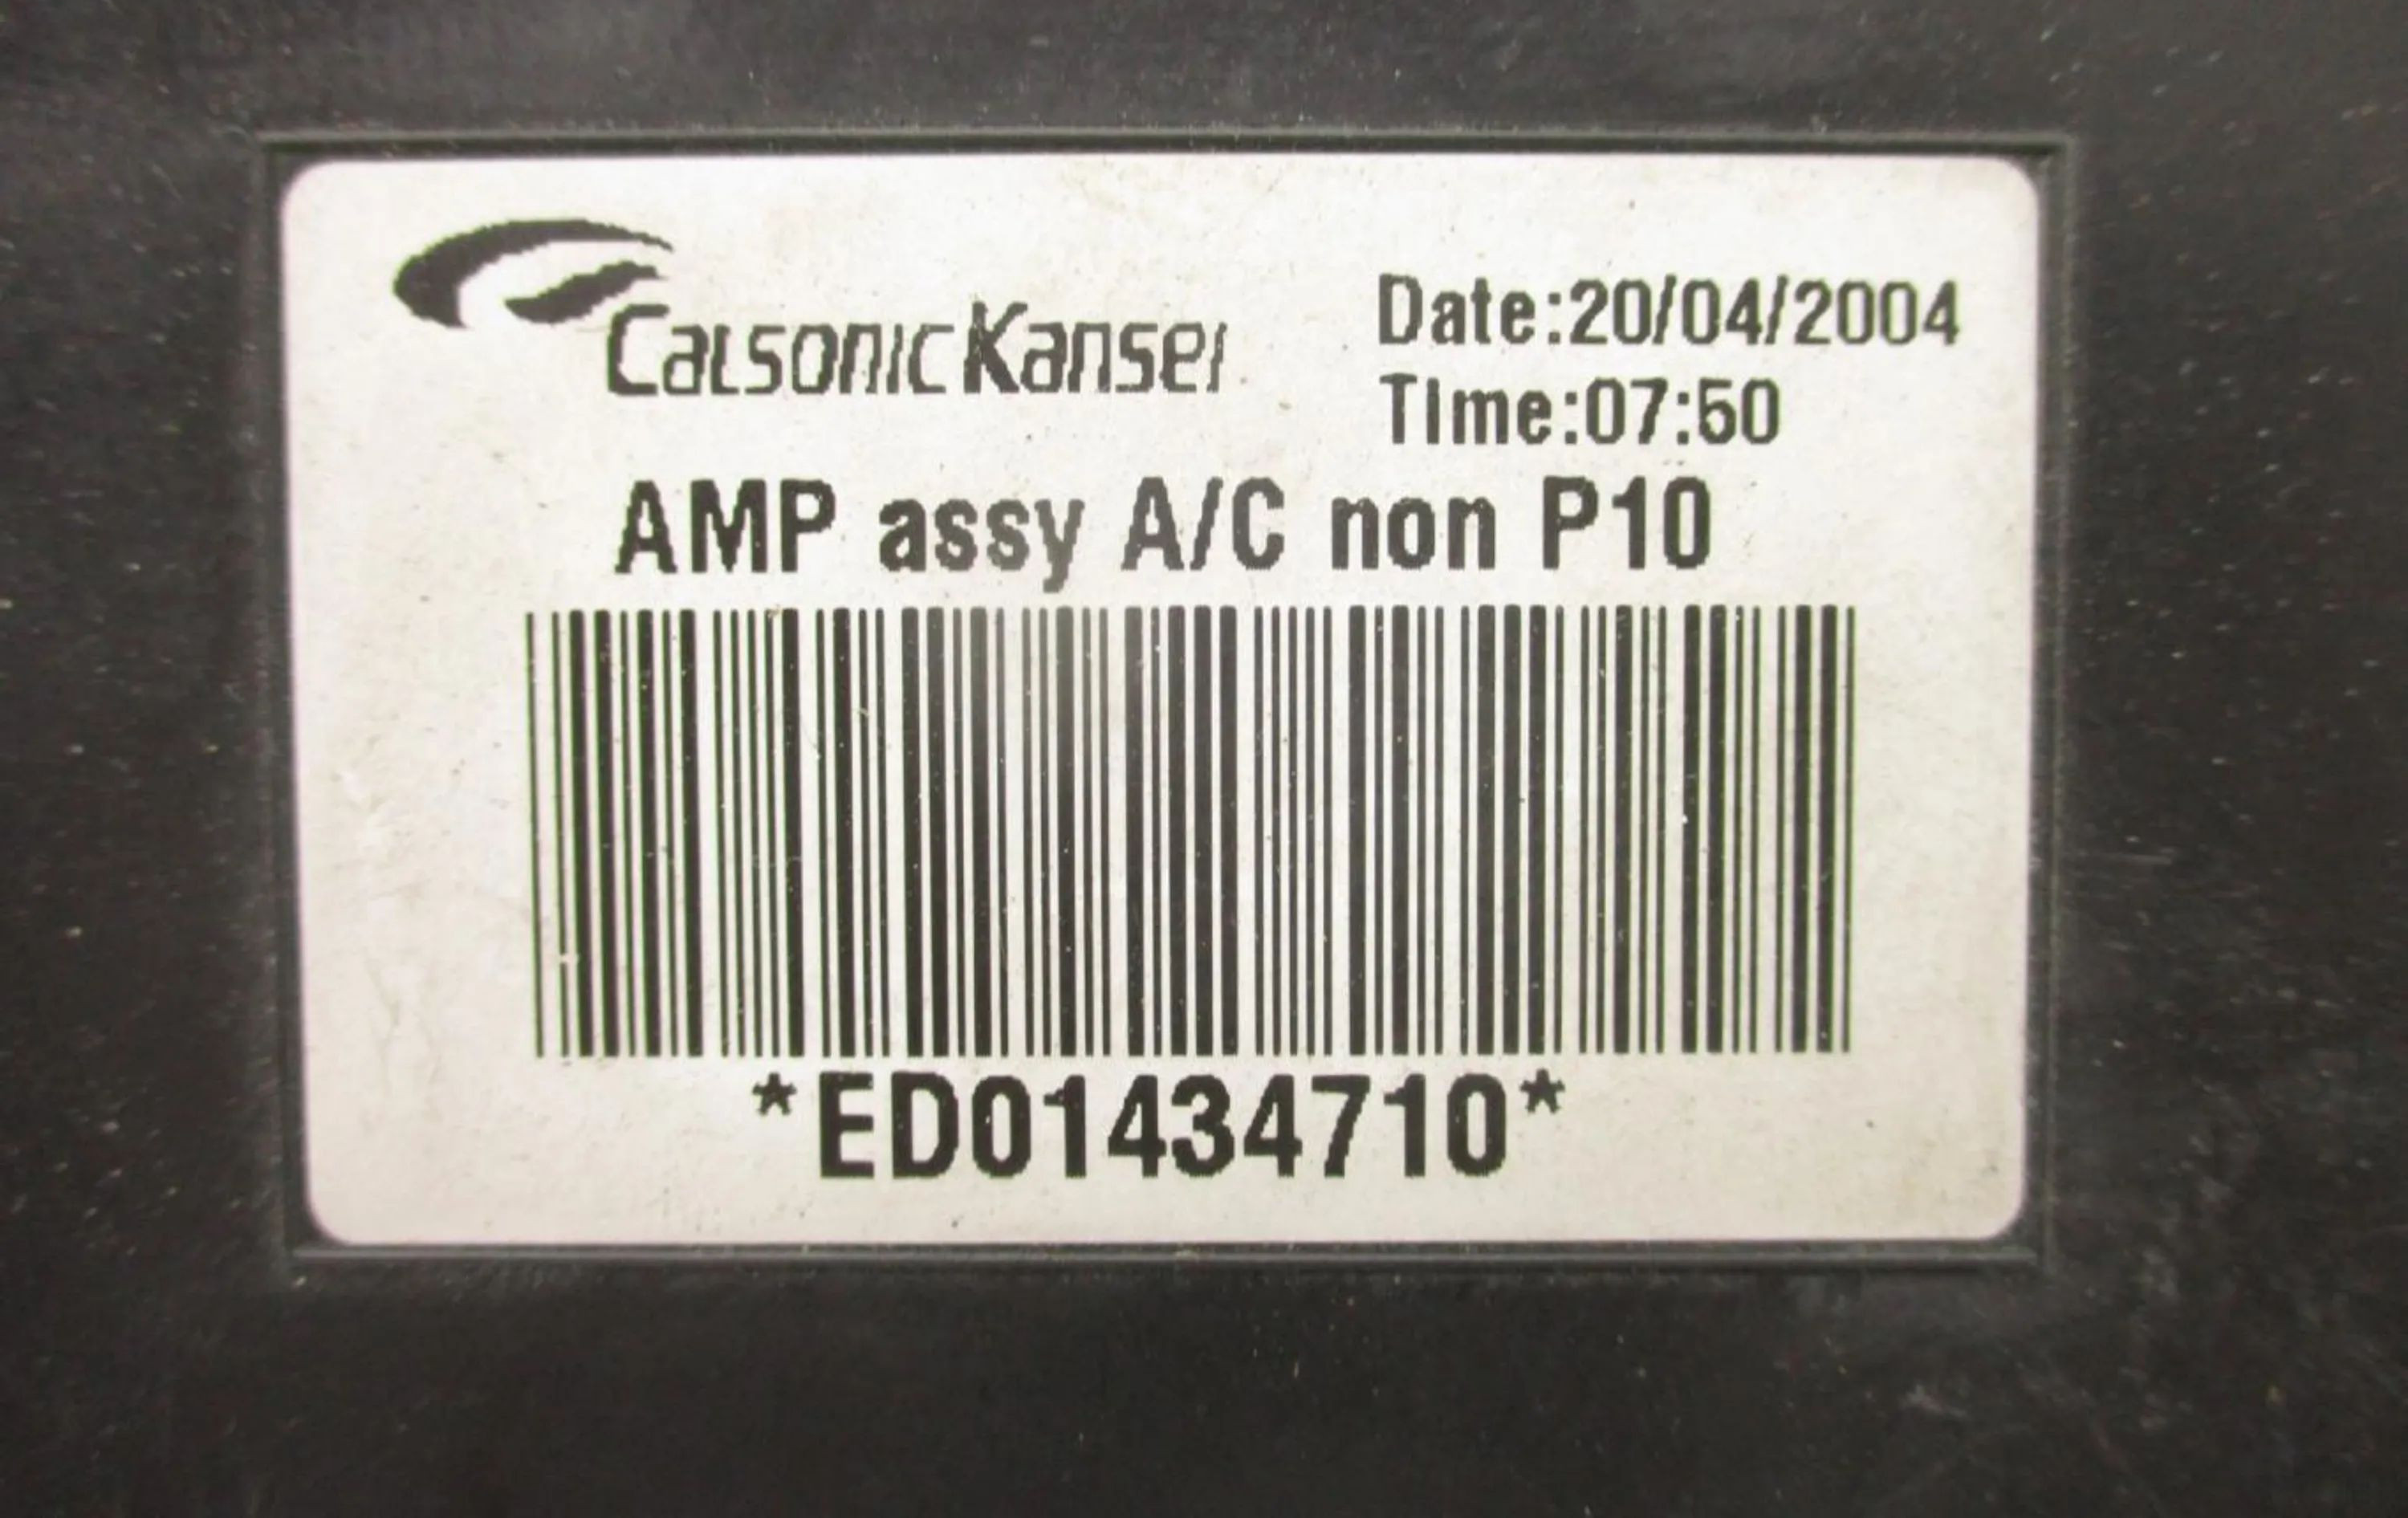 CalsonicKansei
Date:20/04/2004
Time:07:50
AMP assy A/C non P10
*ED01434710*